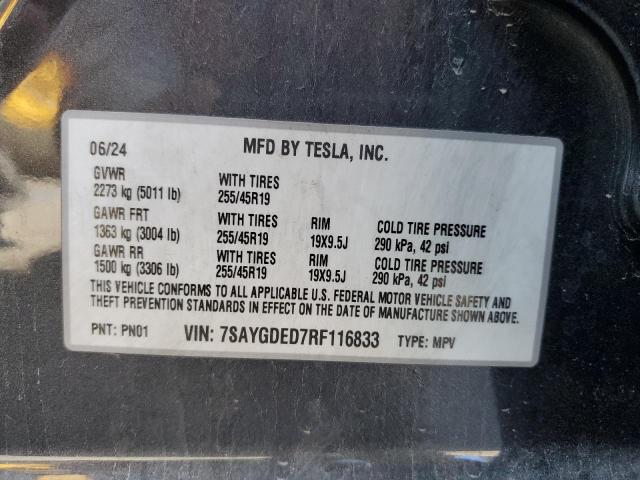 06/24 MFD BY TESLA, INC.
GVWR WITH TIRES
2273 kg (5011 lb) 255/45R19
GAWR FRT WITH TIRES RIM COLD TIRE PRESSURE
1363 kg (3004 lb) 255/45R19 19X9.5J 290 kPa, 42 psi
GAWR RR WITH TIRES RIM COLD TIRE PRESSURE
1500 kg (3306 lb) 255/45R19 19X9.5J 290 kPa, 42 psi
THIS VEHICLE CONFORMS TO ALL APPLICABLE U.S. FEDERAL MOTOR VEHICLE SAFETY AND
THEFT PREVENTION STANDARDS IN EFFECT ON THE DATE OF MANUFACTURE SHOWN ABOVE.
PNT: PN01 VIN: 7SAYGDED7RF116833 TYPE: MPV